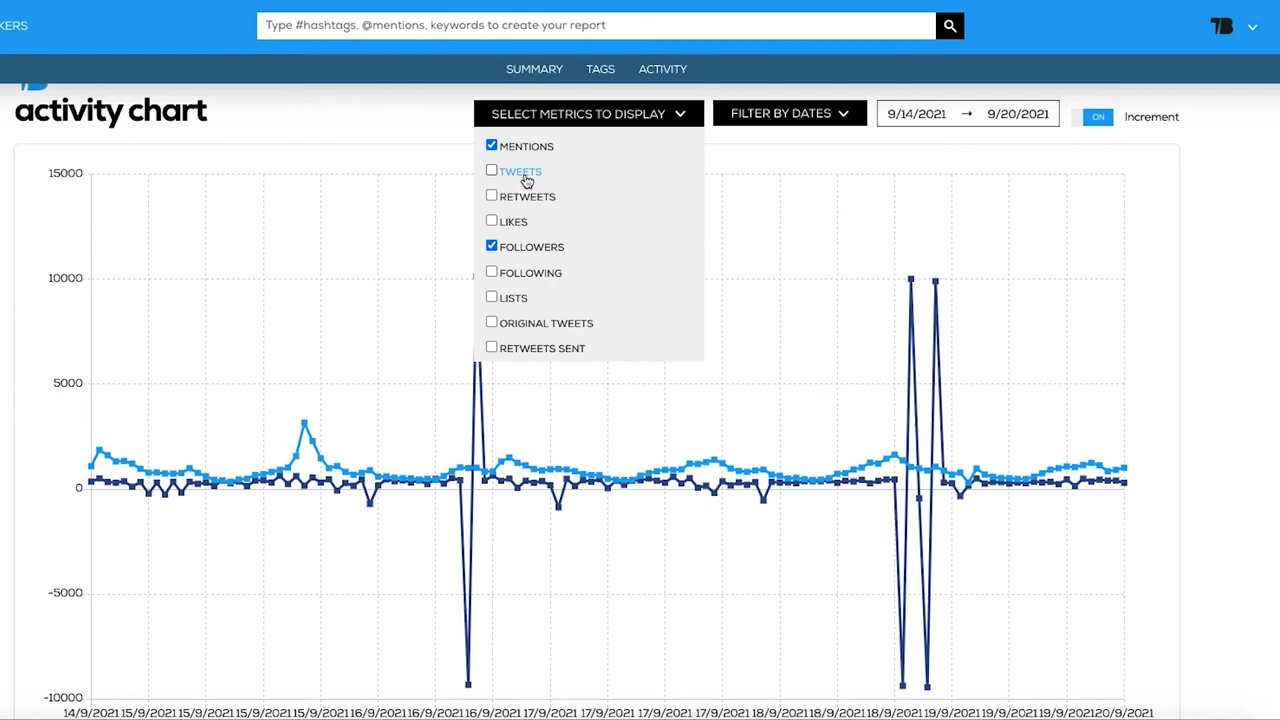 KERS
Type #hashtags, @mentions, keywords to create your report
SUMMARY TAGS ACTIVITY
activity chart
SELECT METRICS TO DISPLAY
FILTER BY DATES
9/14/2021 → 9/20/2021
ON Increment
MENTIONS
TWEETS
RETWEETS
LIKES
FOLLOWERS
FOLLOWING
LISTS
ORIGINAL TWEETS
RETWEETS SENT
15000
10000
5000
0
-5000
-10000
14/9/2021 15/9/2021 15/9/2021 15/9/2021 15/9/2021 16/9/2021 16/9/2021 16/9/2021 17/9/2021 17/9/2021 17/9/2021 17/9/2021 18/9/2021 18/9/2021 18/9/2021 19/9/2021 19/9/2021 19/9/2021 20/9/2021